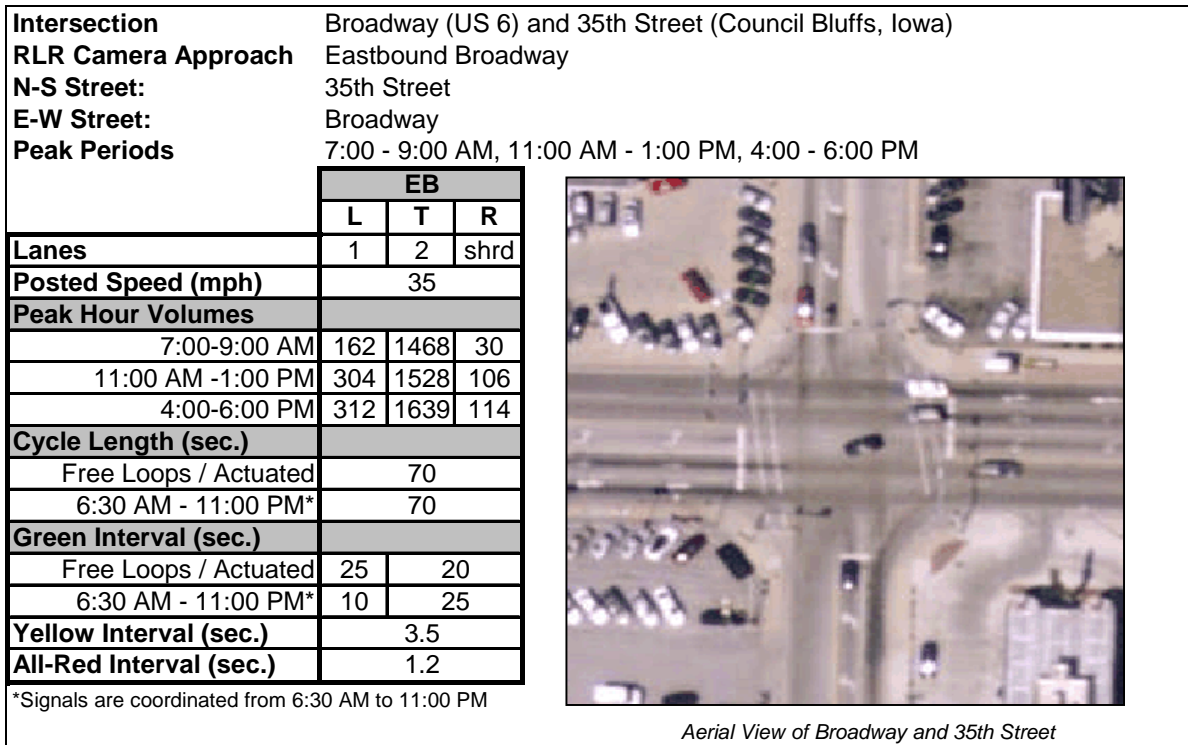 Intersection Broadway (US 6) and 35th Street (Council Bluffs, Iowa)
RLR Camera Approach Eastbound Broadway
N-S Street: 35th Street
E-W Street: Broadway
Peak Periods 7:00 - 9:00 AM, 11:00 AM - 1:00 PM, 4:00 - 6:00 PM
EB
L T R
Lanes 1 2 shrd
Posted Speed (mph) 35
Peak Hour Volumes
7:00-9:00 AM 162 1468 30
11:00 AM -1:00 PM 304 1528 106
4:00-6:00 PM 312 1639 114
Cycle Length (sec.)
Free Loops / Actuated 70
6:30 AM - 11:00 PM* 70
Green Interval (sec.)
Free Loops / Actuated 25 20
6:30 AM - 11:00 PM* 10 25
Yellow Interval (sec.) 3.5
All-Red Interval (sec.) 1.2
*Signals are coordinated from 6:30 AM to 11:00 PM
Aerial View of Broadway and 35th Street